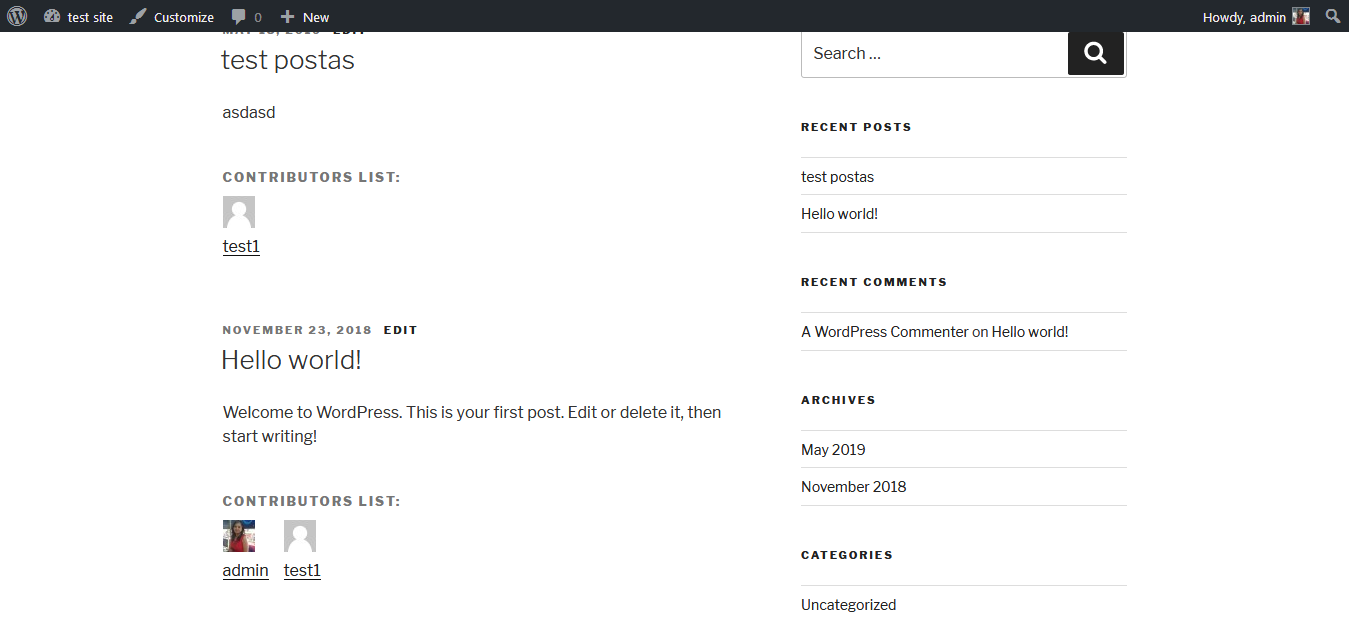 test site Customize 0 New Howdy, admin
test postas
asdasd
CONTRIBUTORS LIST:
test1
NOVEMBER 23, 2018 EDIT
Hello world!
Welcome to WordPress. This is your first post. Edit or delete it, then
start writing!
CONTRIBUTORS LIST:
admin test1
Search …
RECENT POSTS
test postas
Hello world!
RECENT COMMENTS
A WordPress Commenter on Hello world!
ARCHIVES
May 2019
November 2018
CATEGORIES
Uncategorized